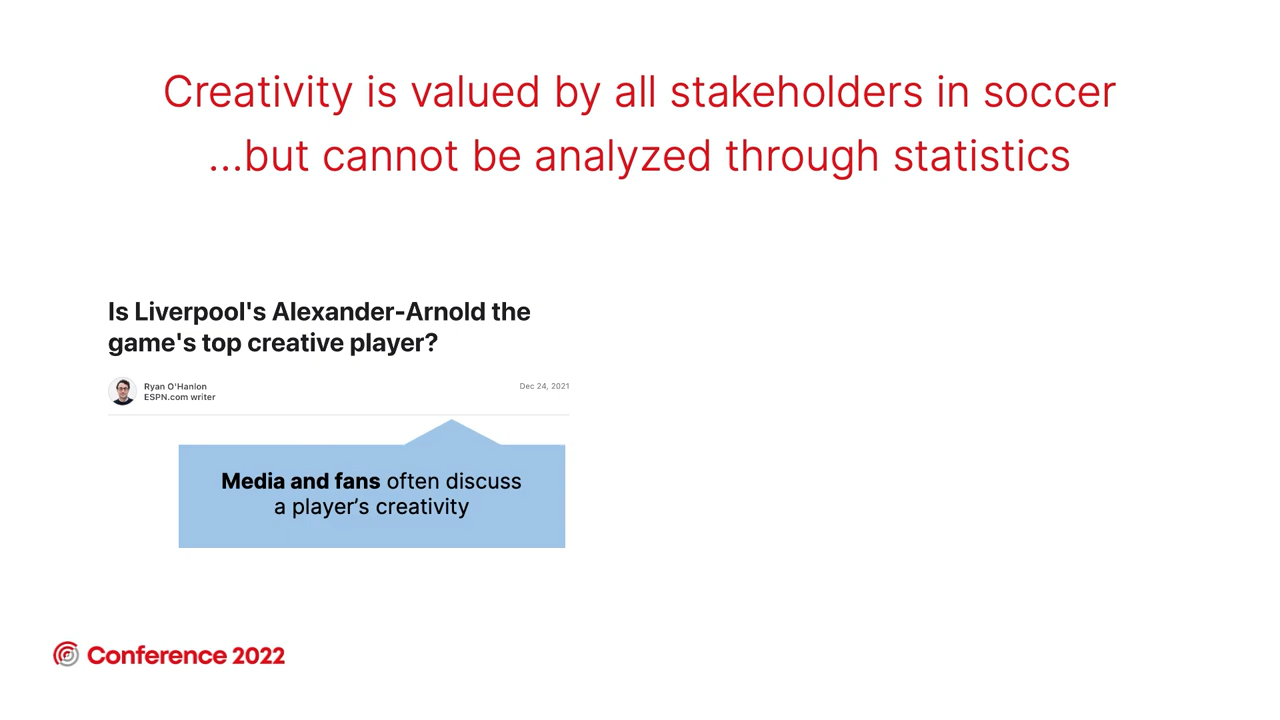 Creativity is valued by all stakeholders in soccer
...but cannot be analyzed through statistics
Is Liverpool's Alexander-Arnold the
game's top creative player?
Ryan O'Hanlon
ESPN.com writer
Dec 24, 2021
Media and fans often discuss
a player's creativity
Conference 2022